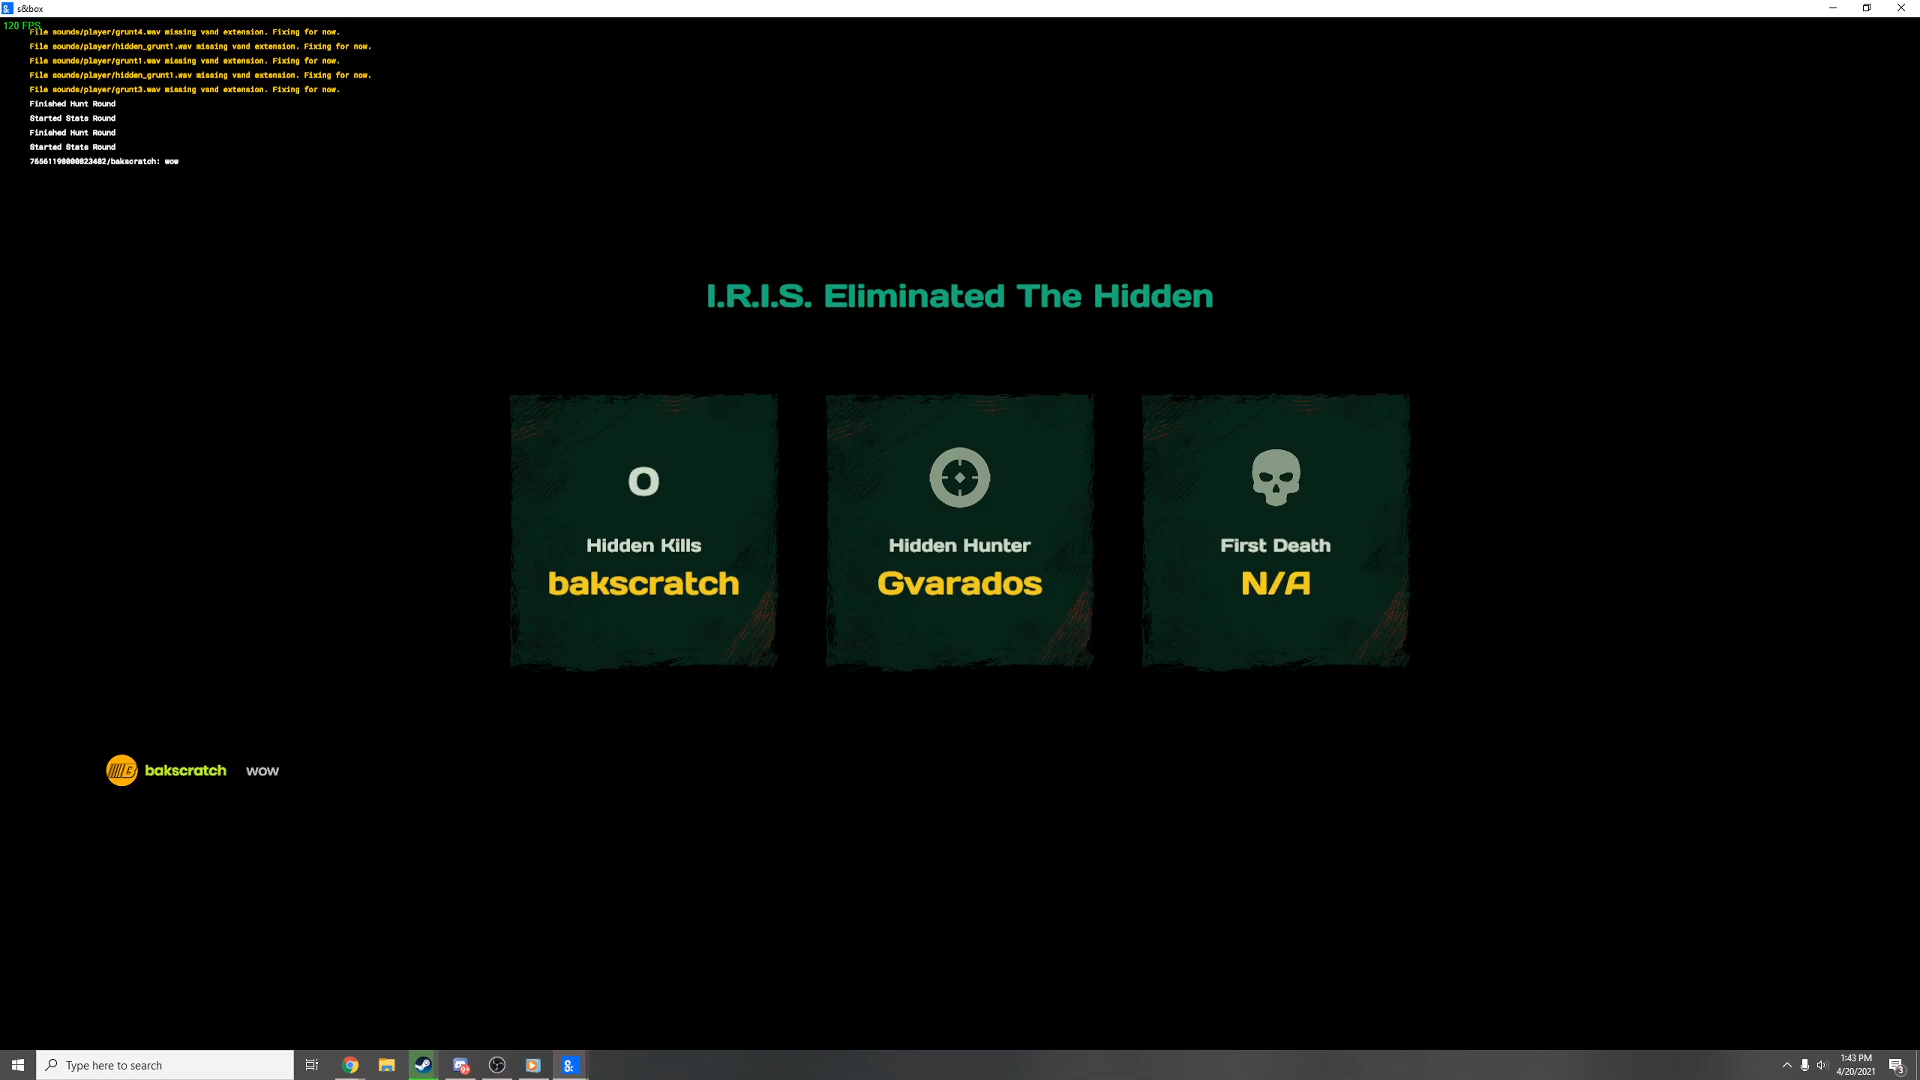 s&box
120 FPS
File sounds/player/grunt4.wav missing vsnd extension. Fixing for now.
File sounds/player/hidden_grunt1.wav missing vsnd extension. Fixing for now.
File sounds/player/grunt1.wav missing vsnd extension. Fixing for now.
File sounds/player/hidden_grunt1.wav missing vsnd extension. Fixing for now.
File sounds/player/grunt3.wav missing vsnd extension. Fixing for now.
Finished Hunt Round
Started Stats Round
Finished Hunt Round
Started Stats Round
76561198000823482/bakscratch: wow
I.R.I.S. Eliminated The Hidden
0
Hidden Kills
bakscratch
Hidden Hunter
Gvarados
First Death
N/A
bakscratch wow
Type here to search
9+
&
1:43 PM
4/20/2021
3